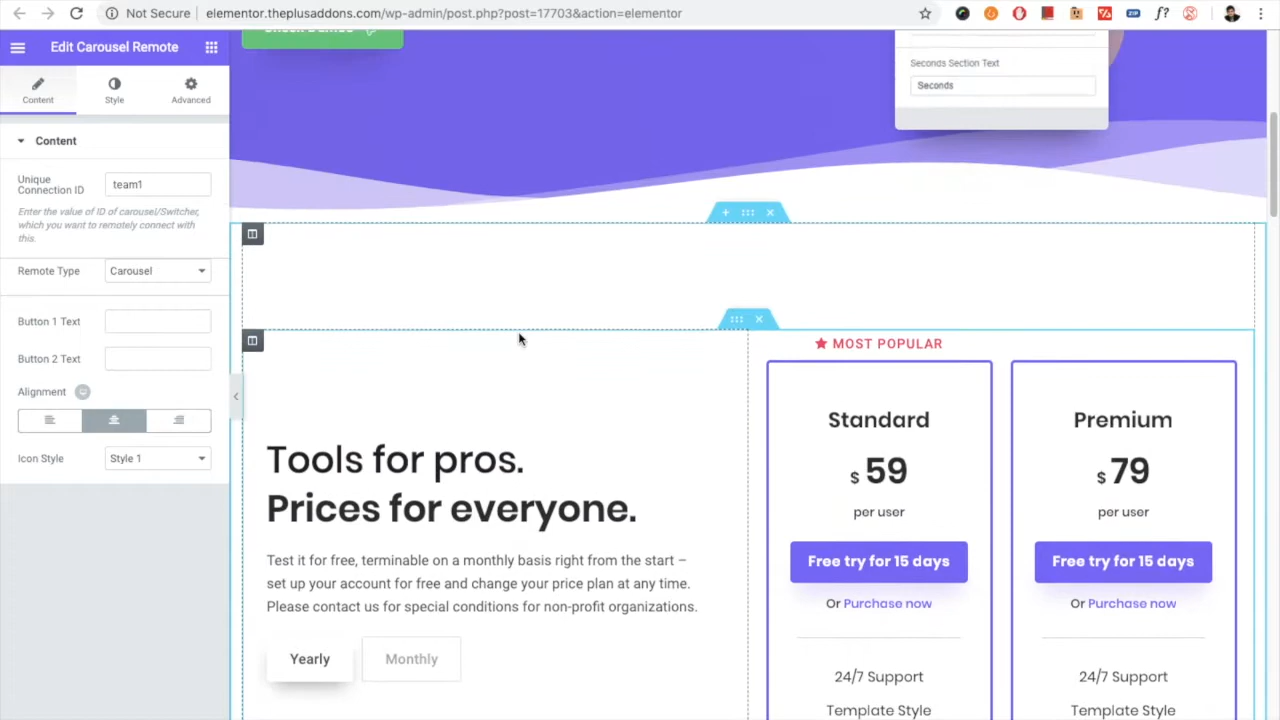 Not Secure
elementor.theplusaddons.com/wp-admin/post.php?post=17703&action=elementor
ZIP
f?
Edit Carousel Remote
Content
Style
Advanced
Content
Unique
Connection ID
team1
Enter the value of ID of carousel/Switcher,
which you want to remotely connect with
this.
Remote Type
Carousel
Button 1 Text
Button 2 Text
Alignment
Icon Style
Style 1
Seconds Section Text
Seconds
Tools for pros.
Prices for everyone.
Test it for free, terminable on a monthly basis right from the start –
set up your account for free and change your price plan at any time.
Please contact us for special conditions for non-profit organizations.
Yearly
Monthly
MOST POPULAR
Standard
$ 59
per user
Free try for 15 days
Or Purchase now
24/7 Support
Template Style
Premium
$ 79
per user
Free try for 15 days
Or Purchase now
24/7 Support
Template Style